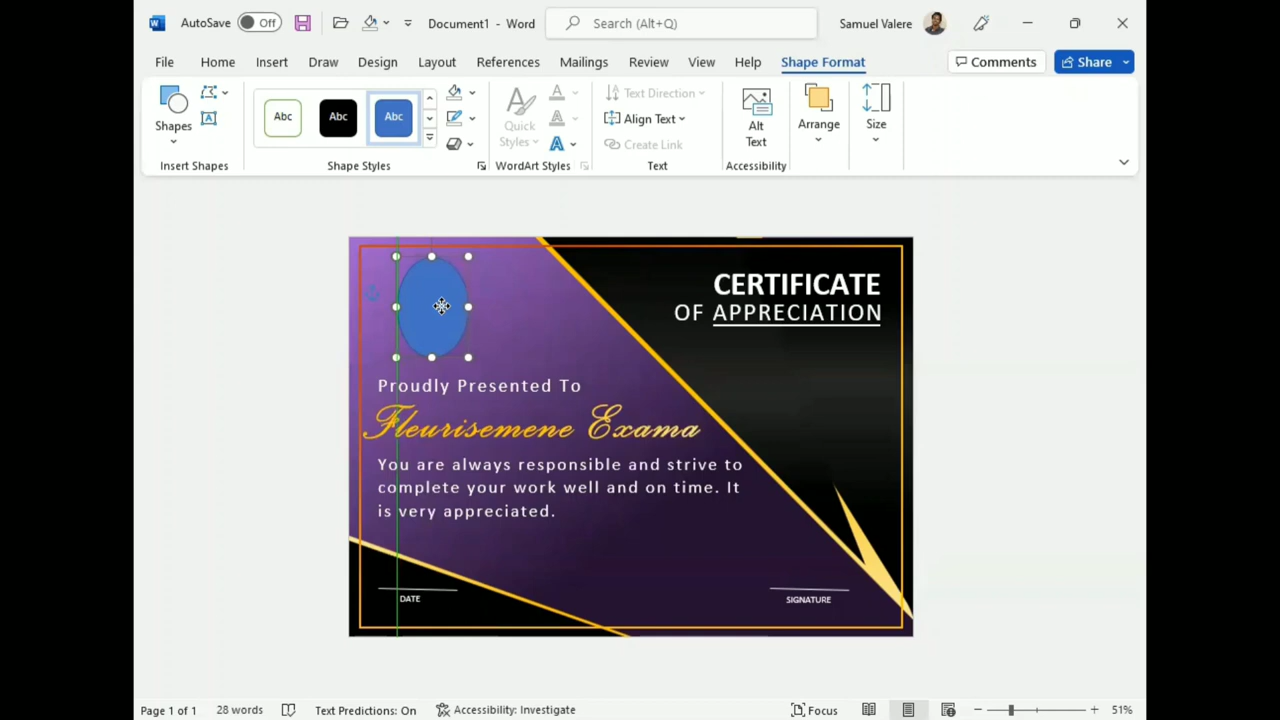 AutoSave Off Document1 - Word Search (Alt+Q) Samuel Valere
File Home Insert Draw Design Layout References Mailings Review View Help Shape Format Comments Share
Shapes
Insert Shapes
Abc Abc Abc
Shape Styles
Quick
Styles
WordArt Styles
Text Direction
Align Text
Create Link
Text
Alt
Text
Accessibility
Arrange
Size
CERTIFICATE
OF APPRECIATION
Proudly Presented To
Fleurisemene Exama
You are always responsible and strive to
complete your work well and on time. It
is very appreciated.
DATE SIGNATURE
Page 1 of 1 28 words Text Predictions: On Accessibility: Investigate Focus 51%